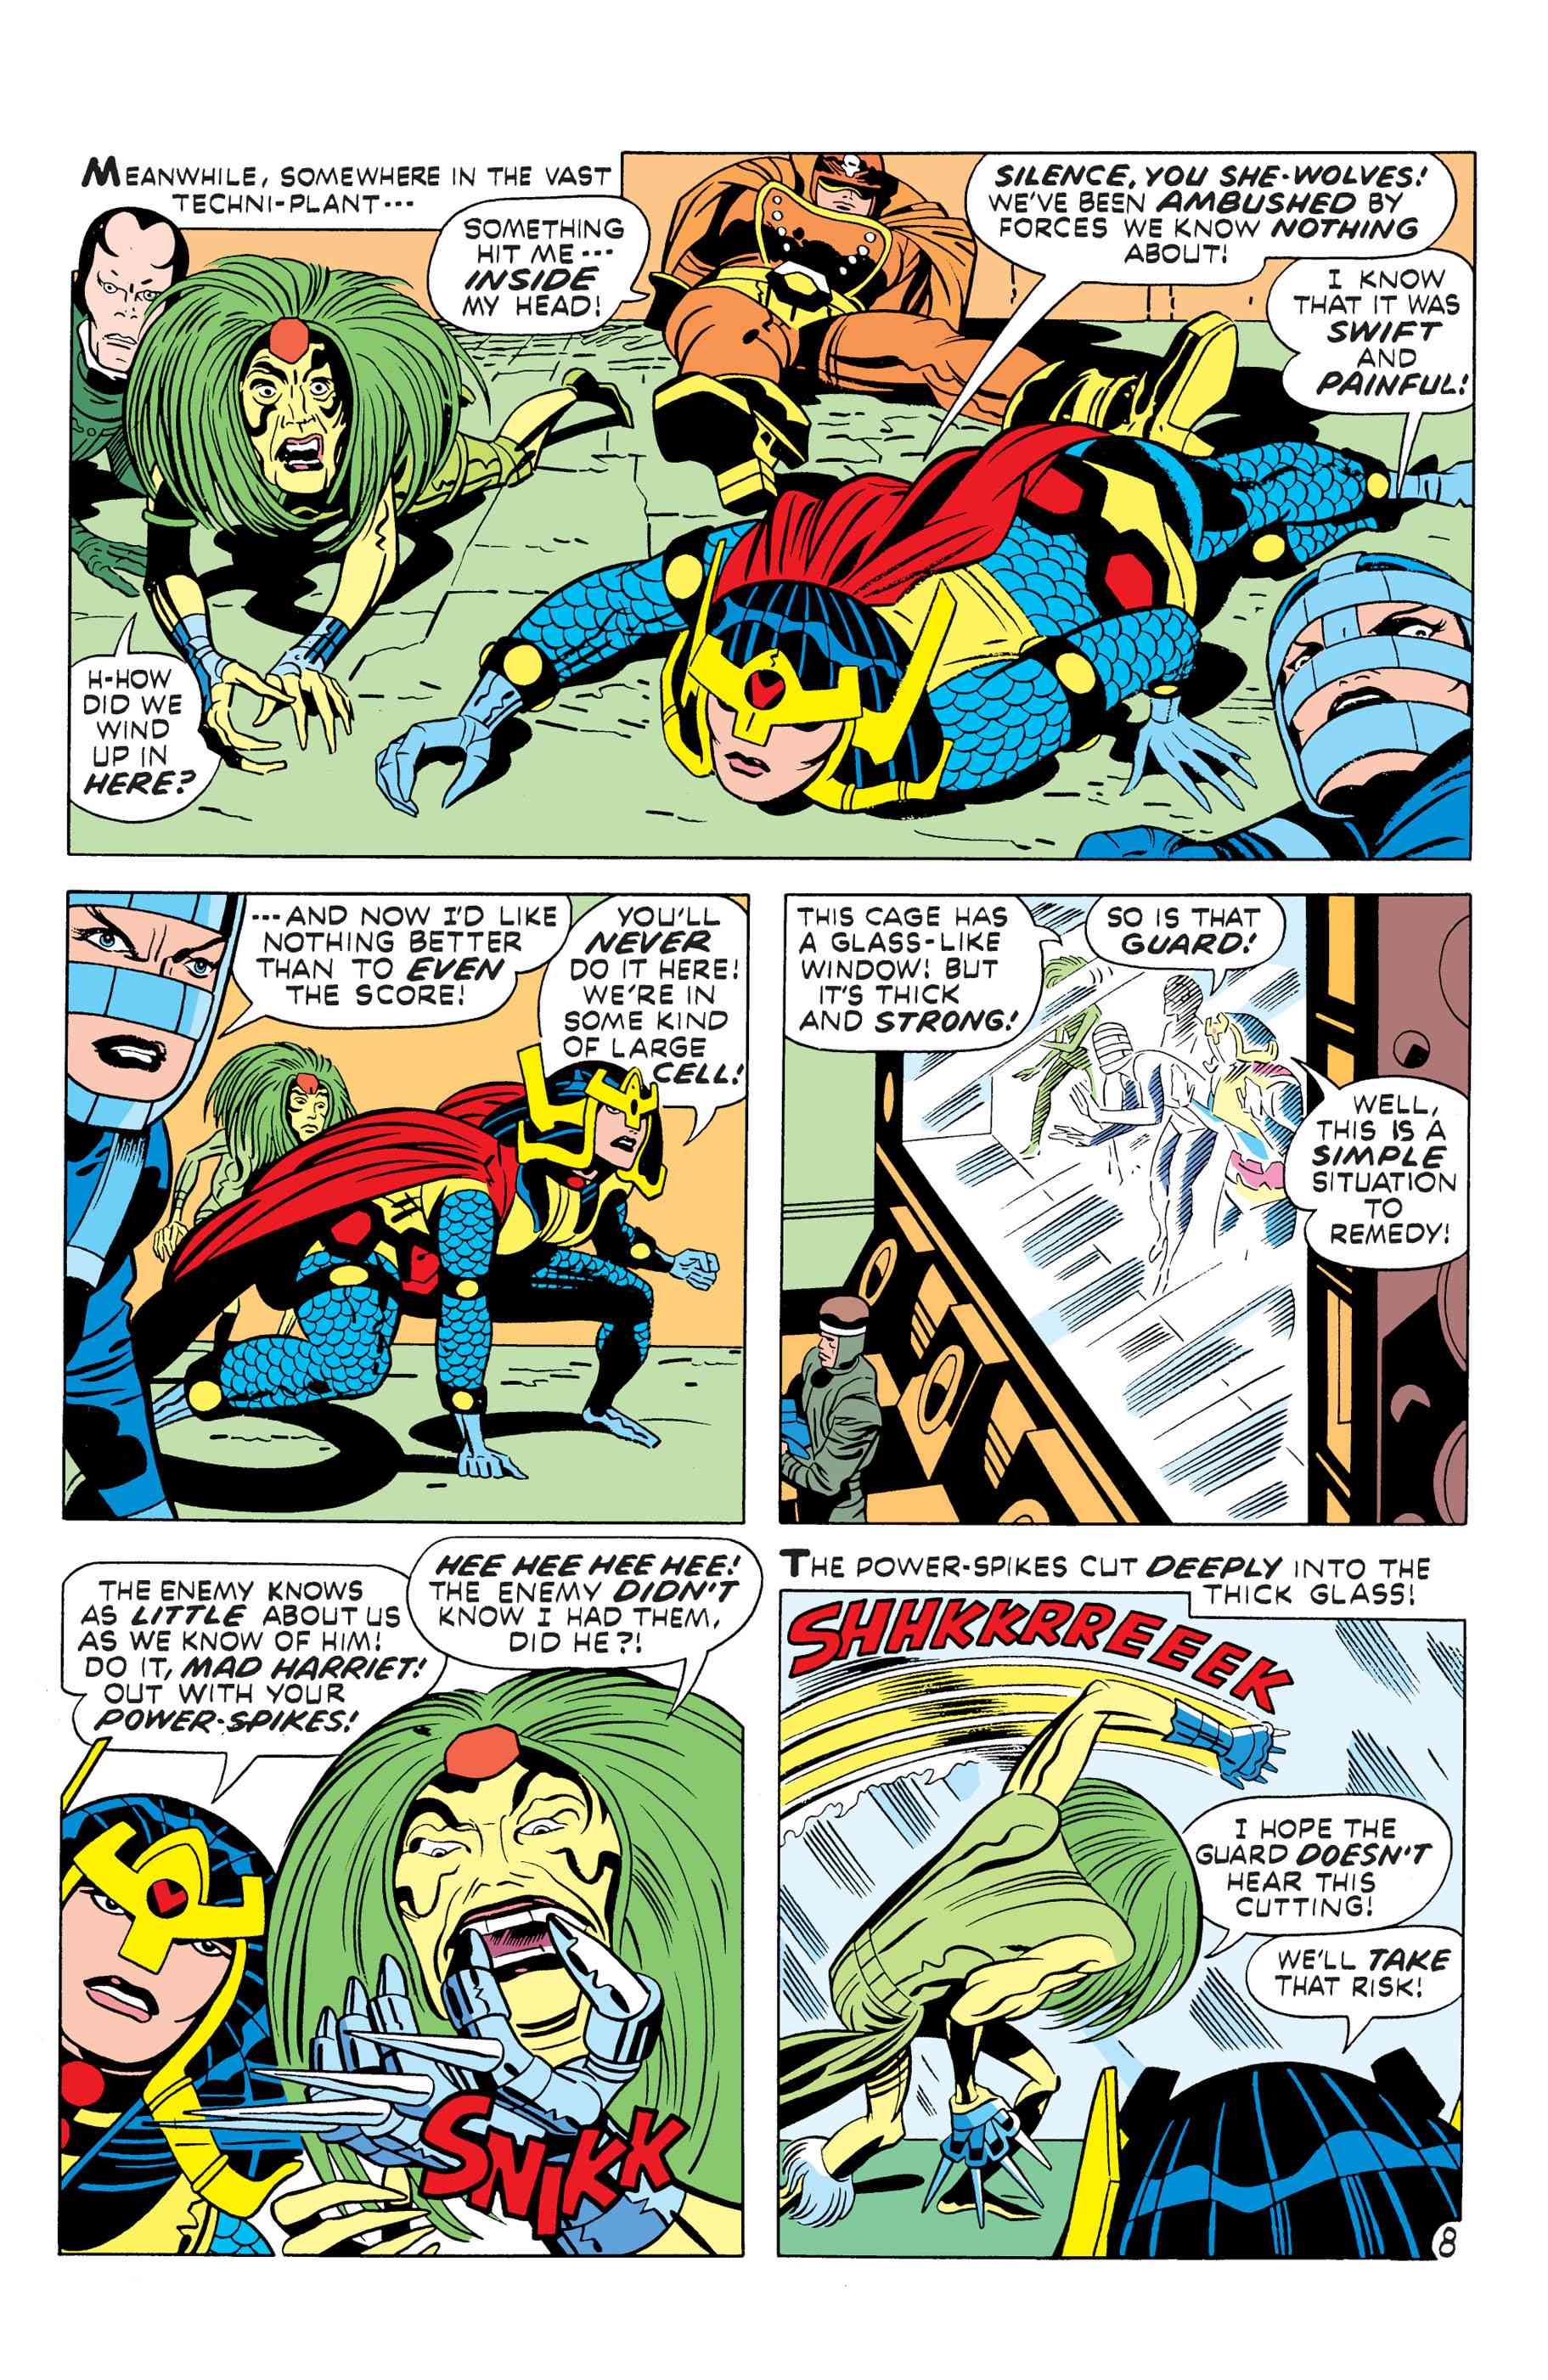 MEANWHILE, SOMEWHERE IN THE VAST
TECHNI-PLANT---
SOMETHING
HIT ME---
INSIDE
MY HEAD!
SILENCE, YOU SHE-WOLVES!
WE'VE BEEN AMBUSHED BY
FORCES WE KNOW NOTHING
ABOUT!
I KNOW
THAT IT WAS
SWIFT
AND
PAINFUL!
H-HOW
DID WE
WIND
UP IN
HERE?
---AND NOW I'D LIKE
NOTHING BETTER
THAN TO EVEN
THE SCORE!
YOU'LL
NEVER
DO IT HERE!
WE'RE IN
SOME KIND
OF LARGE
CELL!
THIS CAGE HAS
A GLASS-LIKE
WINDOW! BUT
IT'S THICK
AND STRONG!
SO IS THAT
GUARD!
WELL,
THIS IS A
SIMPLE
SITUATION
TO
REMEDY!
THE ENEMY KNOWS
AS LITTLE ABOUT US
AS WE KNOW OF HIM!
DO IT, MAD HARRIET!
OUT WITH YOUR
POWER-SPIKES!
HEE HEE HEE HEE!
THE ENEMY DIDN'T
KNOW I HAD THEM,
DID HE?!
SNIKK
THE POWER-SPIKES CUT DEEPLY INTO THE
THICK GLASS!
SHHKKRREEEK
I HOPE THE
GUARD DOESN'T
HEAR THIS
CUTTING!
WE'LL TAKE
THAT RISK!
8